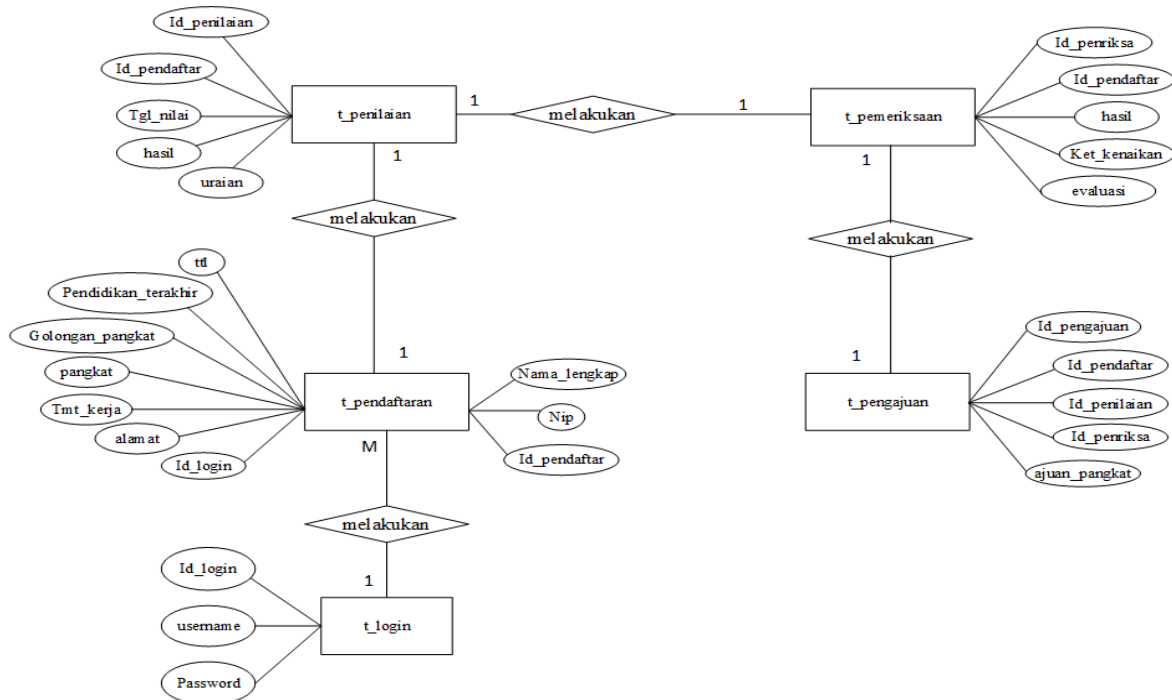 Id_penilaian
Id_pendaftar
Tgl_nilai
hasil
uraian
t_penilaian
1
melakukan
1
t_pemeriksaan
Id_penriksa
Id_pendaftar
hasil
Ket_kenaikan
evaluasi
1
melakukan
1
melakukan
1
1
ttl
Pendidikan_terakhir
Golongan_pangkat
pangkat
Tmt_kerja
alamat
Id_login
t_pendaftaran
Nama_lengkap
Nip
Id_pendaftar
t_pengajuan
Id_pengajuan
Id_pendaftar
Id_penilaian
Id_penriksa
ajuan_pangkat
M
melakukan
1
Id_login
username
Password
t_login